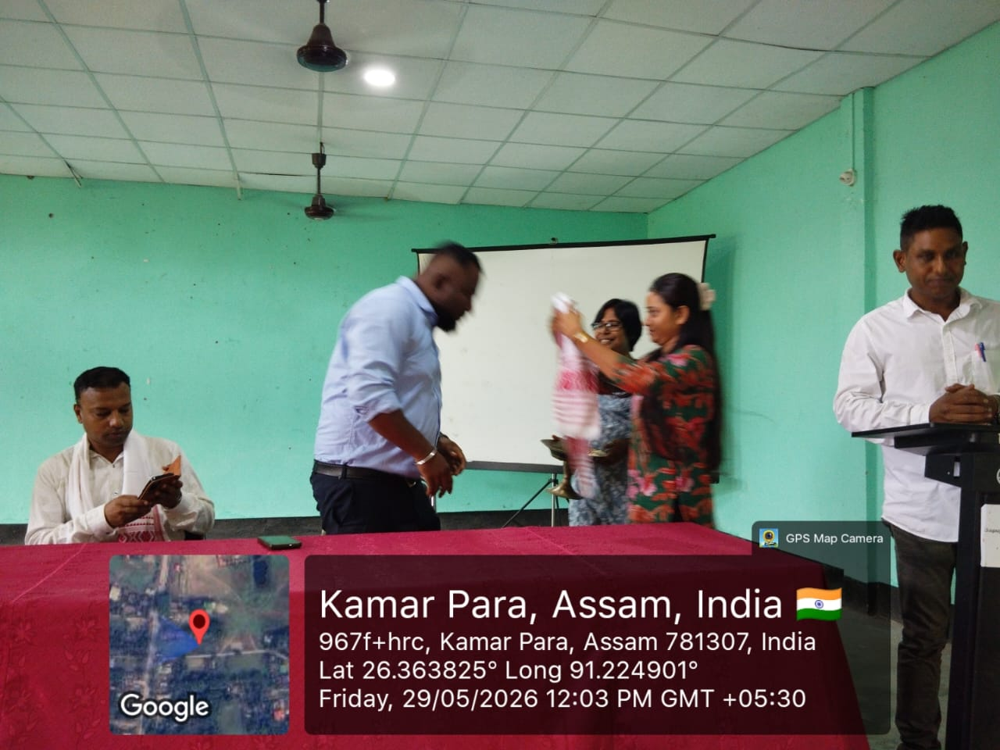 GPS Map Camera
Kamar Para, Assam, India 🇮🇳
967f+hrc, Kamar Para, Assam 781307, India
Lat 26.363825° Long 91.224901°
Friday, 29/05/2026 12:03 PM GMT +05:30
Google